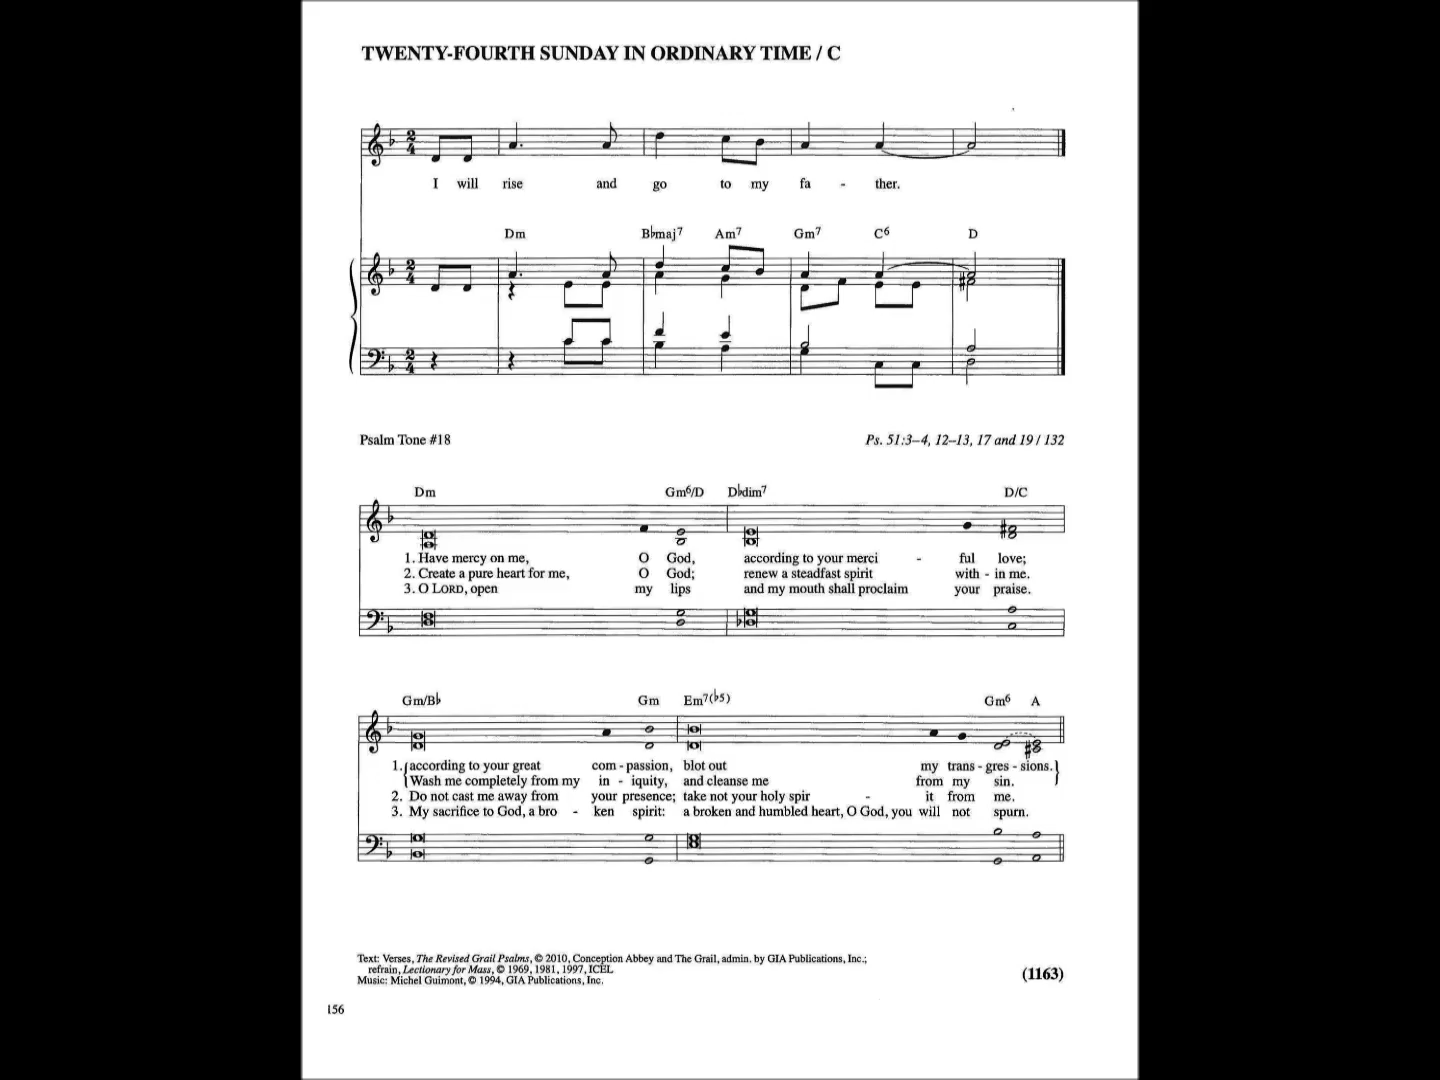 TWENTY-FOURTH SUNDAY IN ORDINARY TIME / C
I will rise and go to my fa - ther.
Dm B♭maj7 Am7 Gm7 C6 D
Psalm Tone #18 Ps. 51:3–4, 12–13, 17 and 19 / 132
Dm Gm6/D D♭dim7 D/C
1. Have mercy on me, O God, according to your merci - ful love;
2. Create a pure heart for me, O God; renew a steadfast spirit with - in me.
3. O LORD, open my lips and my mouth shall proclaim your praise.
Gm/B♭ Gm Em7(♭5) Gm6 A
1. according to your great com - passion, blot out my trans - gres - sions.
Wash me completely from my in - iquity, and cleanse me from my sin.
2. Do not cast me away from your presence; take not your holy spir - it from me.
3. My sacrifice to God, a bro - ken spirit: a broken and humbled heart, O God, you will not spurn.
Text: Verses, The Revised Grail Psalms, © 2010, Conception Abbey and The Grail, admin. by GIA Publications, Inc.;
refrain, Lectionary for Mass, © 1969, 1981, 1997, ICEL
Music: Michel Guimont, © 1994, GIA Publications, Inc.
(1163)
156